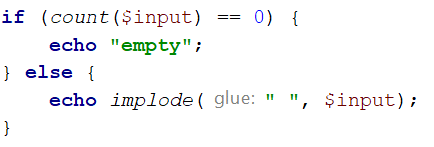 if (count($input) == 0) {
    echo "empty";
} else {
    echo implode( glue: " ", $input);
}